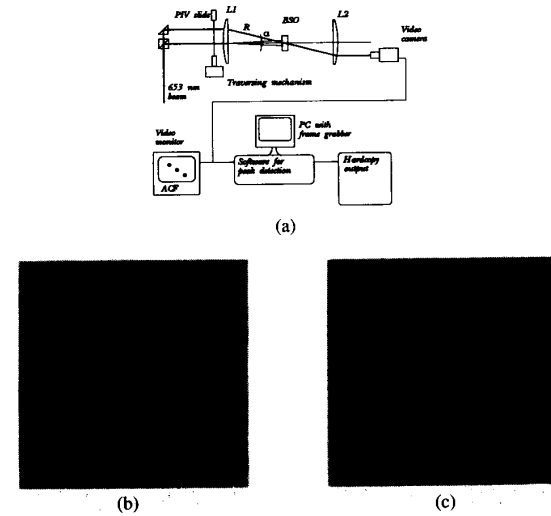 PIV slide
L1
R
α
BSO
L2
Video
camera
653 nm
beam
Traversing mechanism
Video
monitor
ACF
PC with
frame grabber
Software for
peak detection
Hardcopy
output
(a)
(b)
(c)